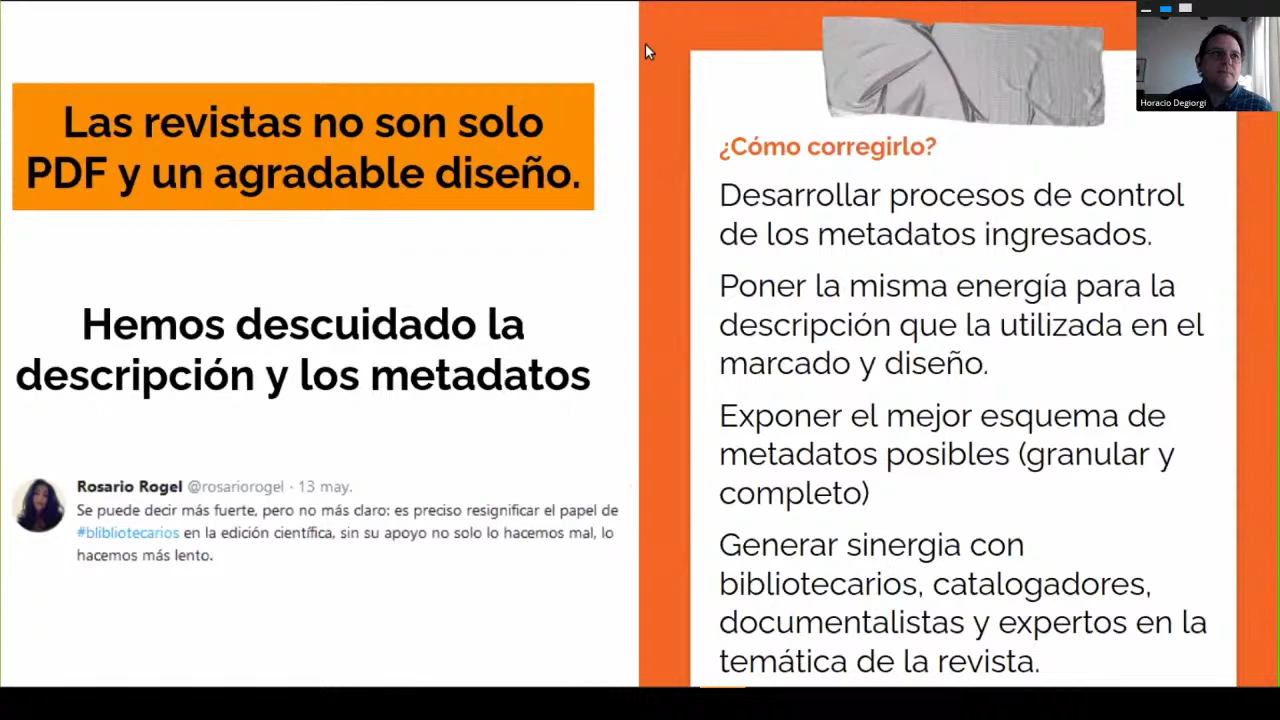 Las revistas no son solo
PDF y un agradable diseño.
Hemos descuidado la
descripción y los metadatos
Rosario Rogel @rosariorogel · 13 may.
Se puede decir más fuerte, pero no más claro: es preciso resignificar el papel de
#blibliotecarios en la edición científica, sin su apoyo no solo lo hacemos mal, lo
hacemos más lento.
¿Cómo corregirlo?
Desarrollar procesos de control
de los metadatos ingresados.
Poner la misma energía para la
descripción que la utilizada en el
marcado y diseño.
Exponer el mejor esquema de
metadatos posibles (granular y
completo)
Generar sinergia con
bibliotecarios, catalogadores,
documentalistas y expertos en la
temática de la revista.
Horacio Degiorgi